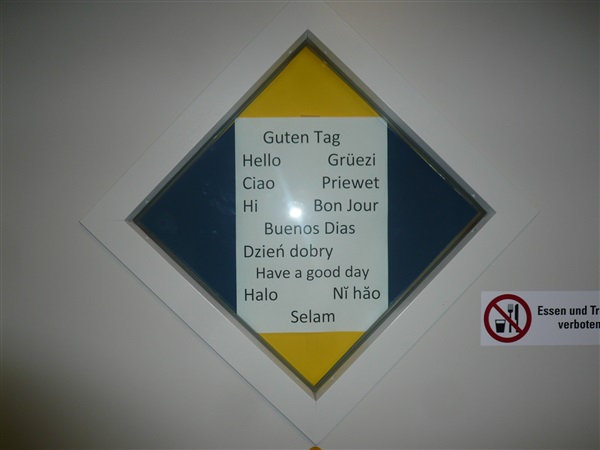 Guten Tag
Hello Grüezi
Ciao Priewet
Hi Bon Jour
Buenos Dias
Dzień dobry
Have a good day
Halo Nĭ hăo
Selam
Essen und
verboten